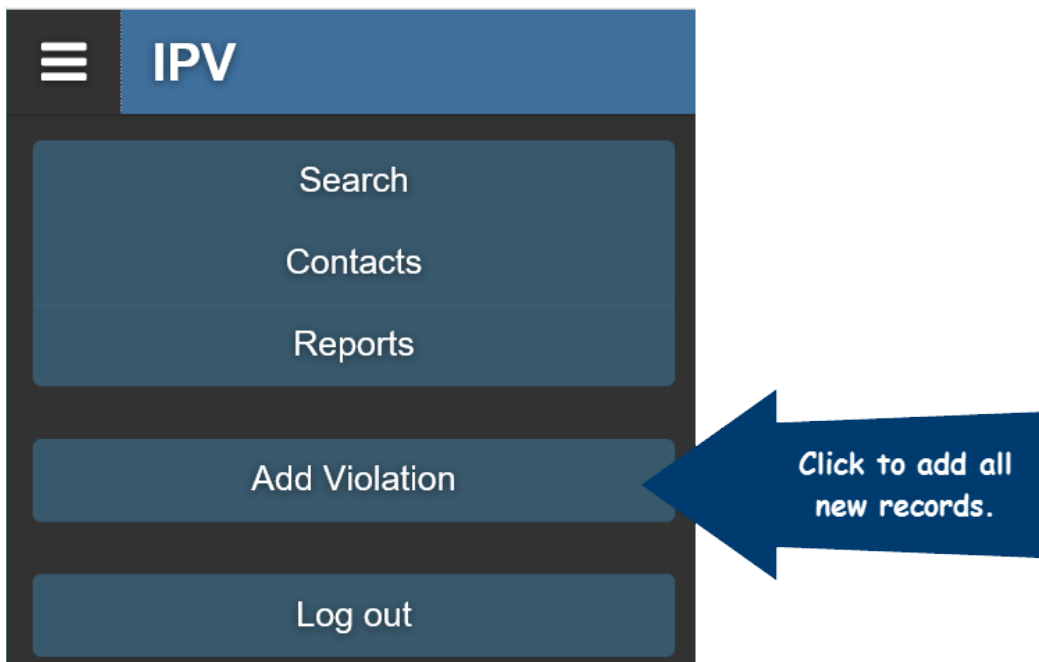 IPV
Search
Contacts
Reports
Add Violation
Click to add all
new records.
Log out